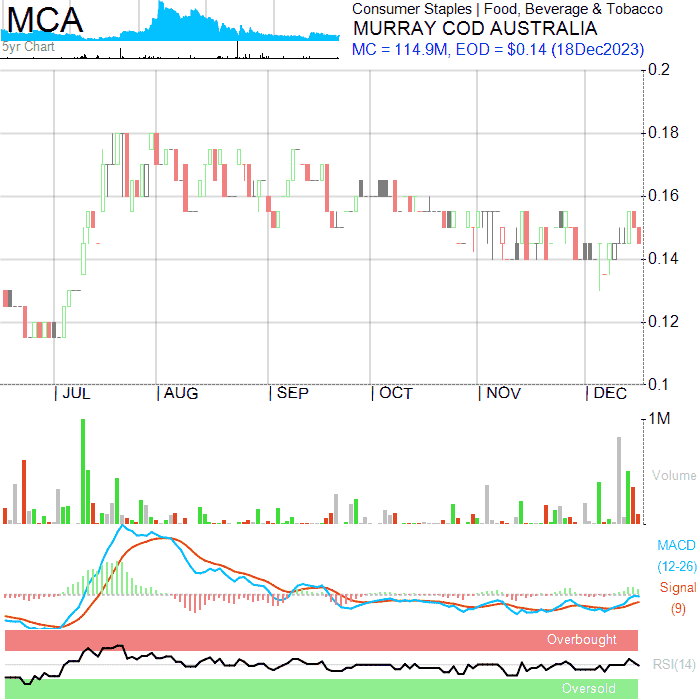 MCA
5yr Chart
Consumer Staples | Food, Beverage & Tobacco
MURRAY COD AUSTRALIA
MC = 114.9M, EOD = $0.14 (18Dec2023)
0.2
0.18
0.16
0.14
0.12
0.1
JUL AUG SEP OCT NOV DEC
1M
Volume
MACD
(12-26)
Signal
(9)
Overbought
RSI(14)
Oversold